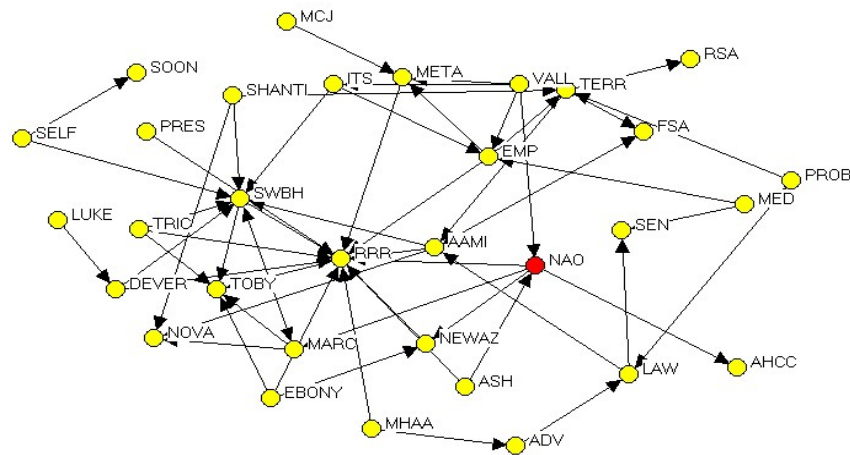 MCJ
SOON
RSA
META
ITS
VALL
TERR
SHANTI
SELF
PRES
FSA
EMP
PROB
SWBH
MED
LUKE
TRIC
SEN
AAMI
RRR
NAO
DEVER
TOBY
NOVA
MARC
NEWAZ
AHCC
LAW
ASH
EBONY
MHAA
ADV